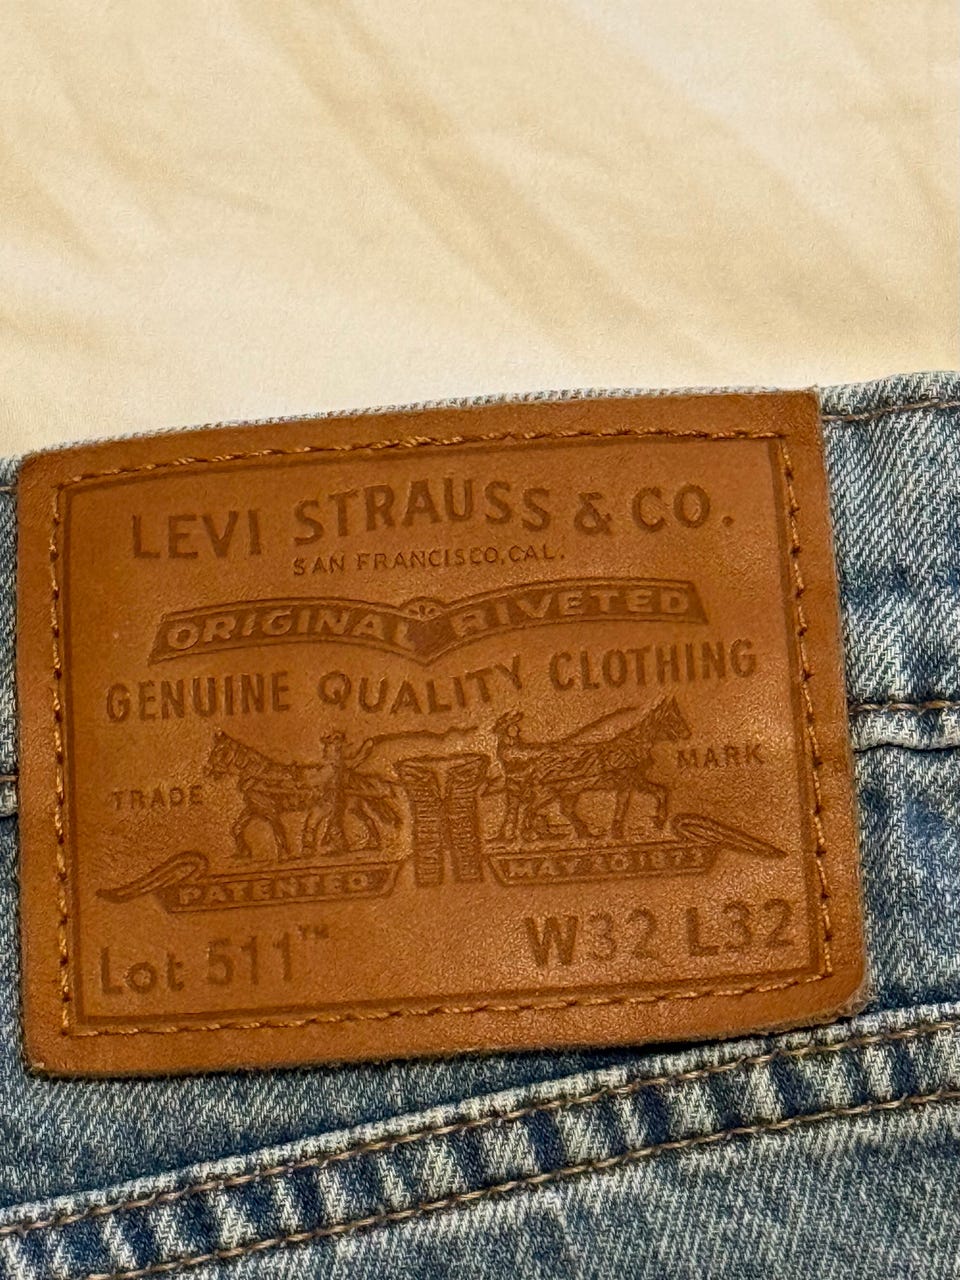 LEVI STRAUSS & CO.
SAN FRANCISCO, CAL.
ORIGINAL RIVETED
GENUINE QUALITY CLOTHING
TRADE MARK
PATENTED MAY 20 1873
Lot 511™ W32 L32